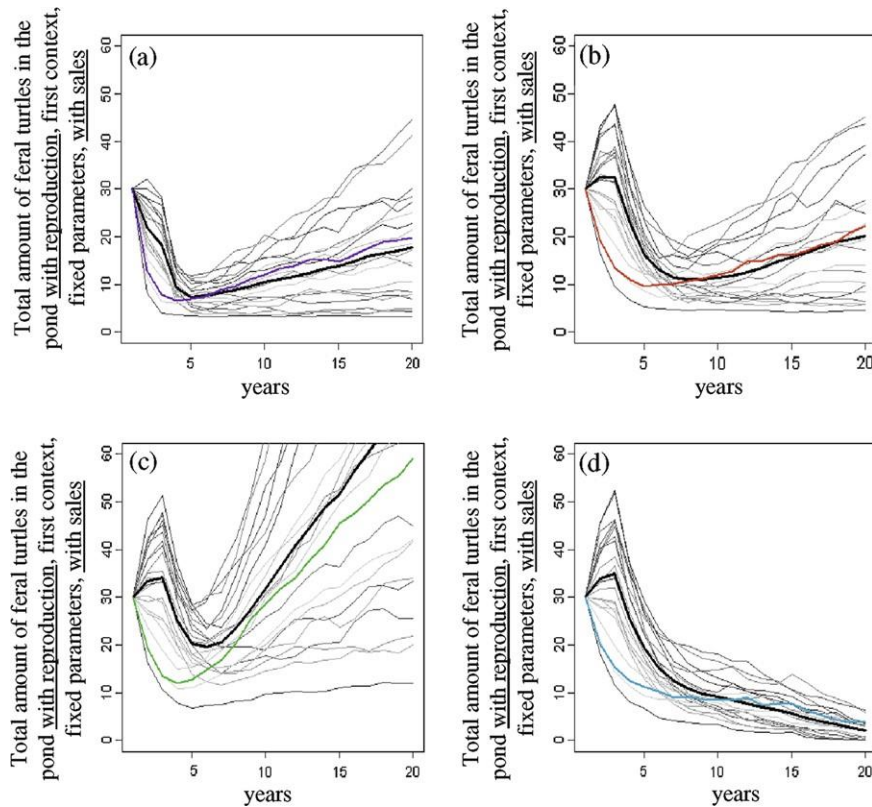 Total amount of feral turtles in the
pond with reproduction, first context,
fixed parameters, with sales
(a)
60
50
40
30
20
10
0
5
10
15
20
years
Total amount of feral turtles in the
pond with reproduction, first context,
fixed parameters, with sales
(b)
60
50
40
30
20
10
0
5
10
15
20
years
Total amount of feral turtles in the
pond with reproduction, first context,
fixed parameters, with sales
(c)
60
50
40
30
20
10
0
5
10
15
20
years
Total amount of feral turtles in the
pond with reproduction, first context,
fixed parameters, with sales
(d)
60
50
40
30
20
10
0
5
10
15
20
years